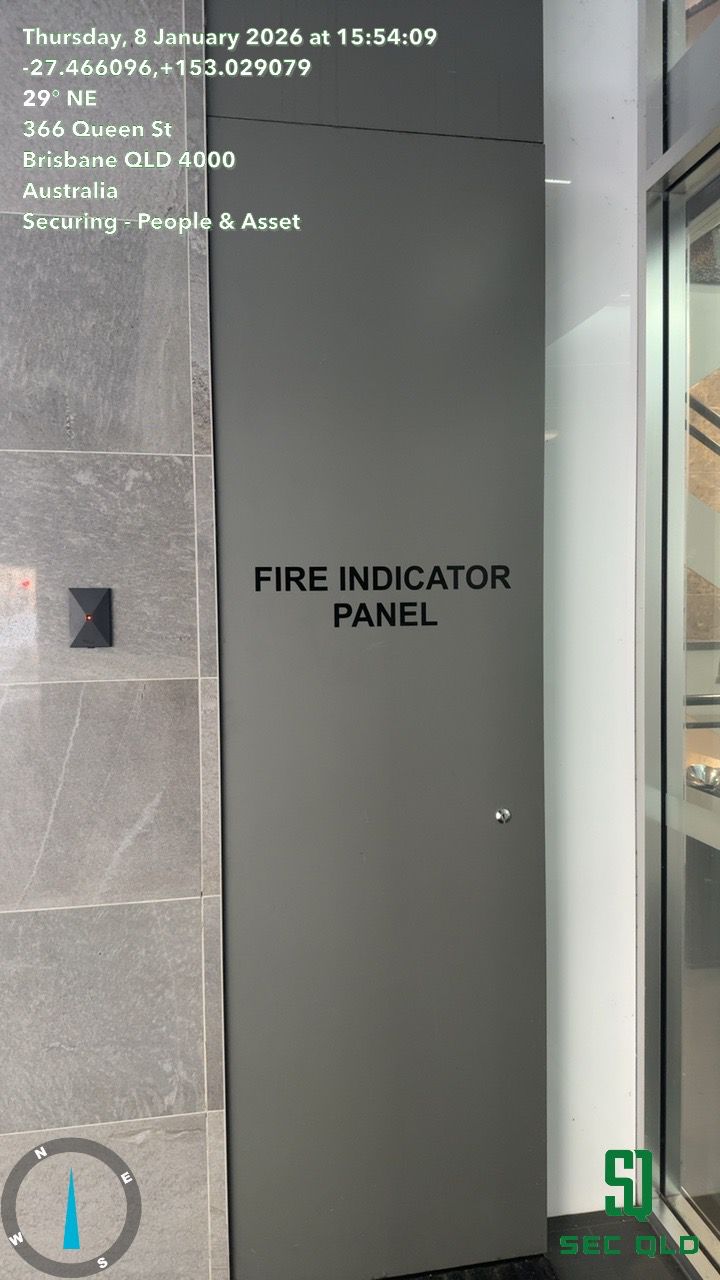 Thursday, 8 January 2026 at 15:54:09
-27.466096,+153.029079
29° NE
366 Queen St
Brisbane QLD 4000
Australia
Securing - People & Asset
FIRE INDICATOR
PANEL
N
E
W
S
SQ
SEC QLD